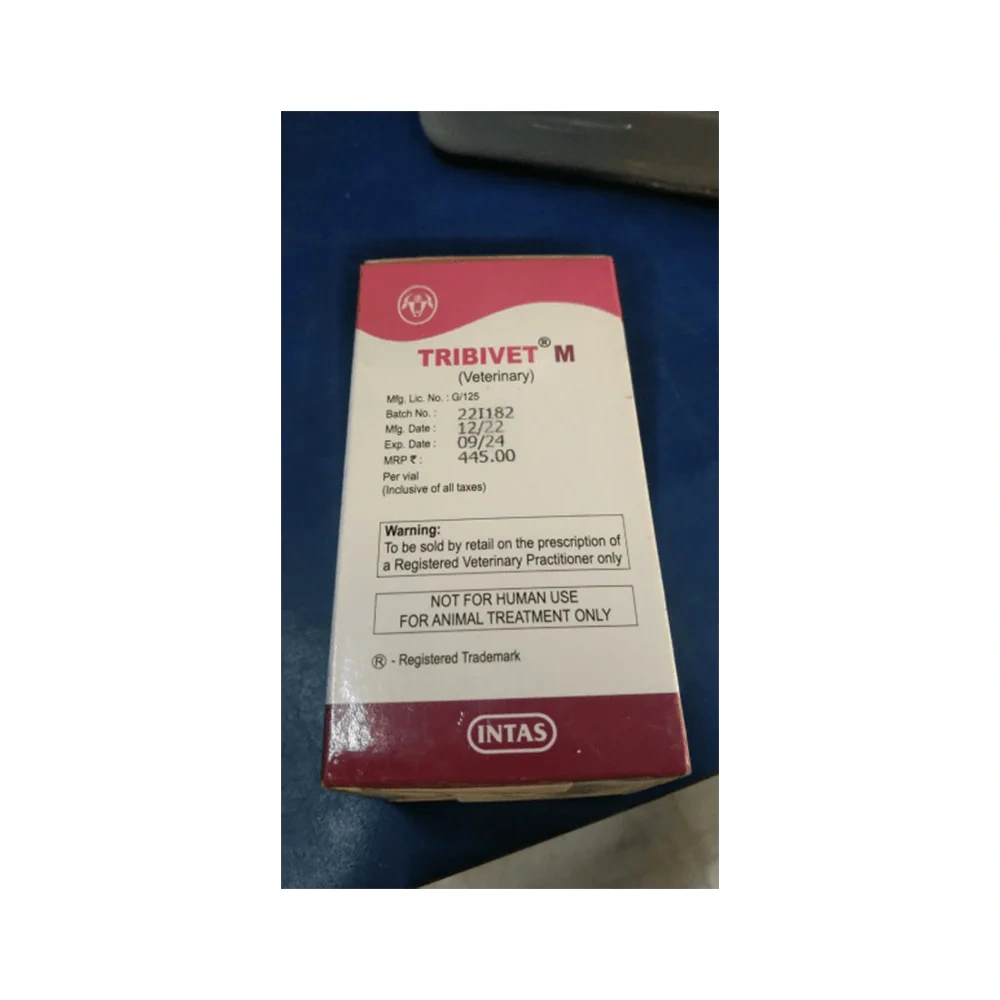 TRIBIVET® M
(Veterinary)
Mfg. Lic. No. : G/125
Batch No. : 22I182
Mfg. Date : 12/22
Exp. Date : 09/24
MRP ₹ : 445.00
Per vial
(Inclusive of all taxes)
Warning:
To be sold by retail on the prescription of
a Registered Veterinary Practitioner only
NOT FOR HUMAN USE
FOR ANIMAL TREATMENT ONLY
® - Registered Trademark
INTAS